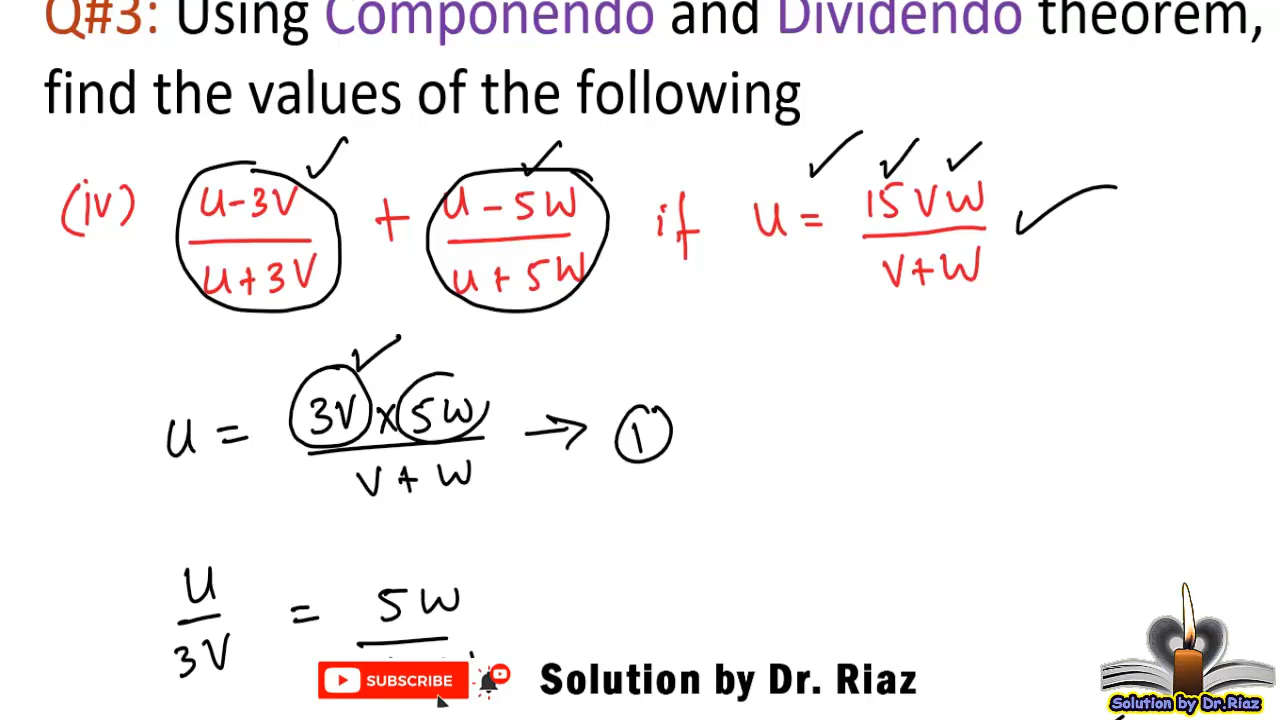 Q#3: Using Componendo and Dividendo theorem,
find the values of the following
(iv) U-3V / U+3V + U-5W / U+5W if U = 15VW / V+W
U = 3V × 5W / V+W → ①
U / 3V = 5W
SUBSCRIBE
Solution by Dr. Riaz
Solution by Dr.Riaz